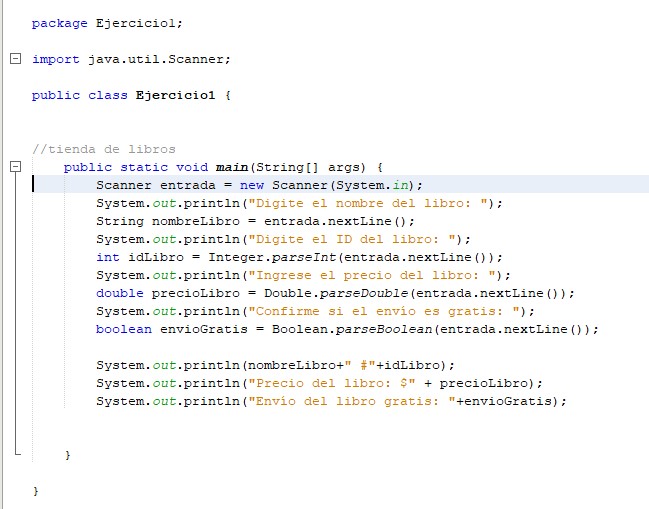 package Ejercicio1;
import java.util.Scanner;
public class Ejercicio1 {
//tienda de libros
public static void main(String[] args) {
Scanner entrada = new Scanner(System.in);
System.out.println("Digite el nombre del libro: ");
String nombreLibro = entrada.nextLine();
System.out.println("Digite el ID del libro: ");
int idLibro = Integer.parseInt(entrada.nextLine());
System.out.println("Ingrese el precio del libro: ");
double precioLibro = Double.parseDouble(entrada.nextLine());
System.out.println("Confirme si el envío es gratis: ");
boolean envioGratis = Boolean.parseBoolean(entrada.nextLine());
System.out.println(nombreLibro+" #"+idLibro);
System.out.println("Precio del libro: $" + precioLibro);
System.out.println("Envío del libro gratis: "+envioGratis);
}
}